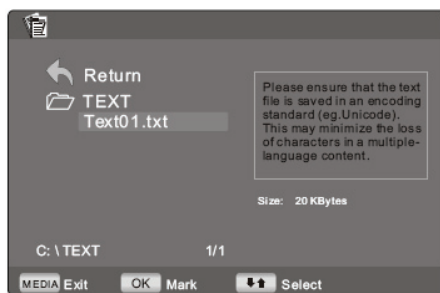 Return
TEXT
Text01.txt
Please ensure that the text
file is saved in an encoding
standard (eg.Unicode).
This may minimize the loss
of characters in a multiple-
language content.
Size: 20 KBytes
C: \ TEXT 1/1
MEDIA Exit OK Mark Select